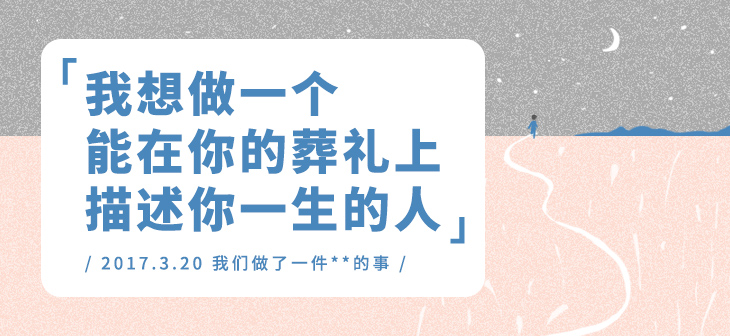 「我想做一个
能在你的葬礼上
描述你一生的人」
/ 2017.3.20 我们做了一件**的事 /